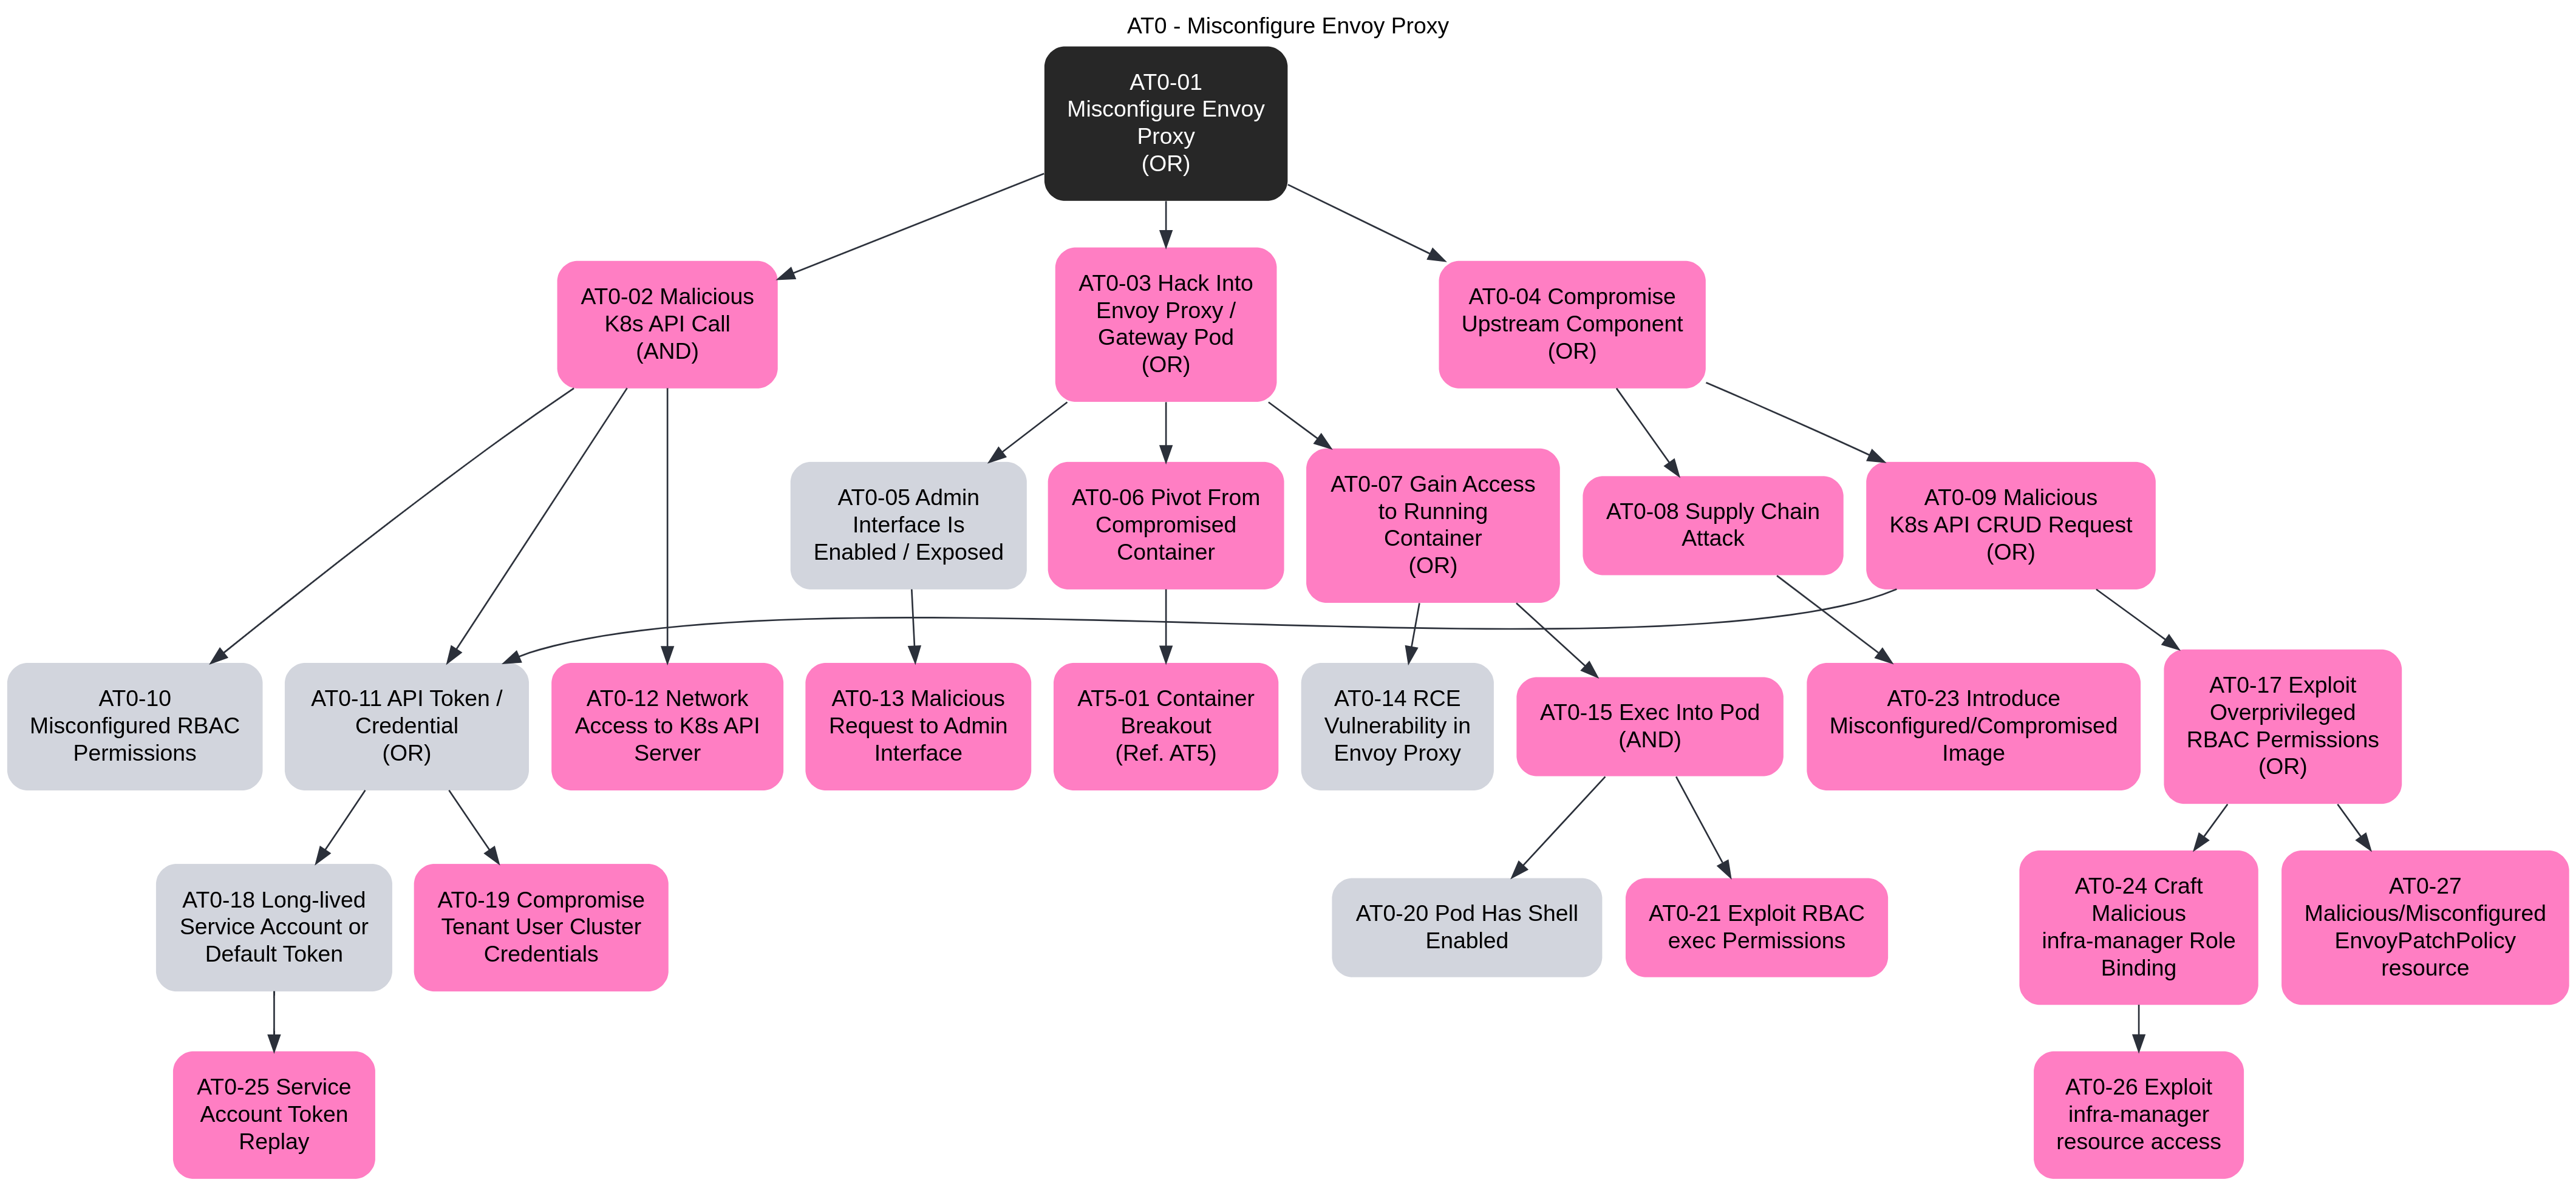 AT0 - Misconfigure Envoy Proxy
AT0-01
Misconfigure Envoy
Proxy
(OR)
AT0-02 Malicious
K8s API Call
(AND)
AT0-03 Hack Into
Envoy Proxy /
Gateway Pod
(OR)
AT0-04 Compromise
Upstream Component
(OR)
AT0-05 Admin
Interface Is
Enabled / Exposed
AT0-06 Pivot From
Compromised
Container
AT0-07 Gain Access
to Running
Container
(OR)
AT0-08 Supply Chain
Attack
AT0-09 Malicious
K8s API CRUD Request
(OR)
AT0-10
Misconfigured RBAC
Permissions
AT0-11 API Token /
Credential
(OR)
AT0-12 Network
Access to K8s API
Server
AT0-13 Malicious
Request to Admin
Interface
AT5-01 Container
Breakout
(Ref. AT5)
AT0-14 RCE
Vulnerability in
Envoy Proxy
AT0-15 Exec Into Pod
(AND)
AT0-23 Introduce
Misconfigured/Compromised
Image
AT0-17 Exploit
Overprivileged
RBAC Permissions
(OR)
AT0-18 Long-lived
Service Account or
Default Token
AT0-19 Compromise
Tenant User Cluster
Credentials
AT0-20 Pod Has Shell
Enabled
AT0-21 Exploit RBAC
exec Permissions
AT0-24 Craft
Malicious
infra-manager Role
Binding
AT0-27
Malicious/Misconfigured
EnvoyPatchPolicy
resource
AT0-25 Service
Account Token
Replay
AT0-26 Exploit
infra-manager
resource access